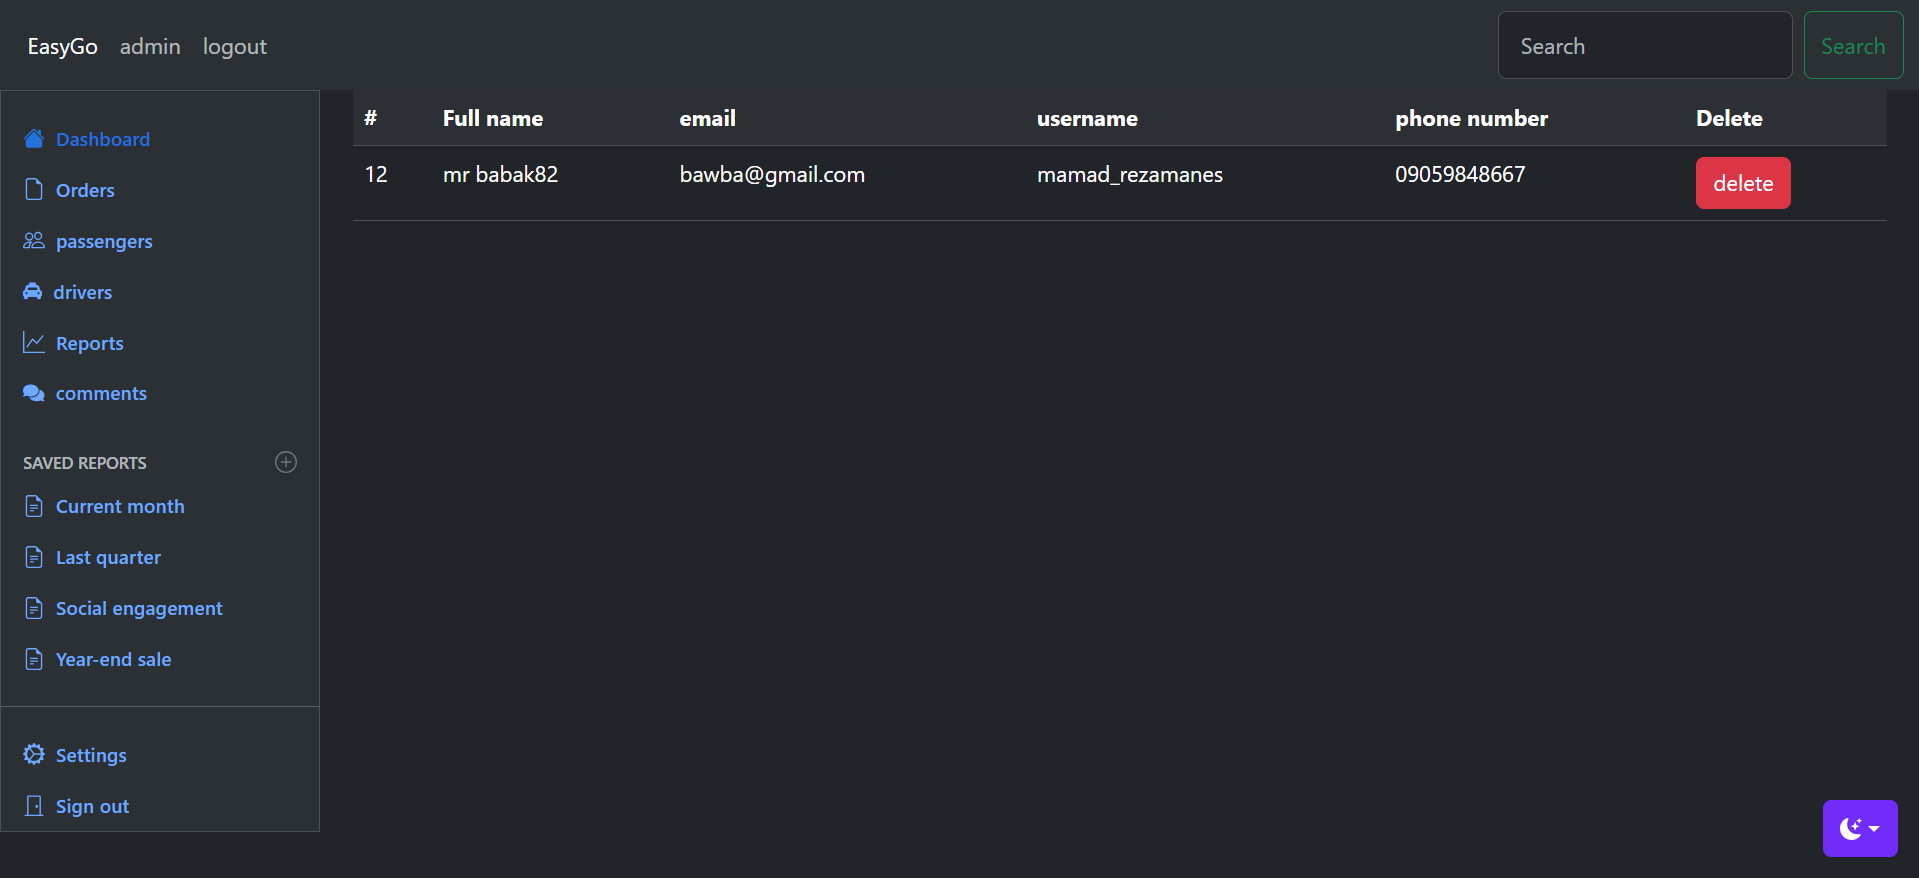 EasyGo admin logout Search Search
Dashboard
Orders
passengers
drivers
Reports
comments
SAVED REPORTS
Current month
Last quarter
Social engagement
Year-end sale
Settings
Sign out
# Full name email username phone number Delete
12 mr babak82 bawba@gmail.com mamad_rezamanes 09059848667 delete